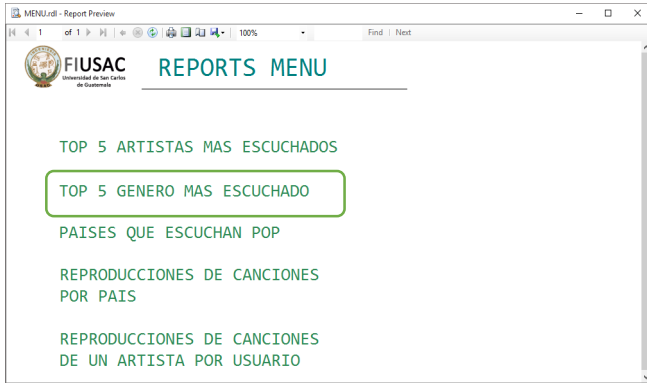 MENU.rdl - Report Preview
1 of 1 100% Find | Next
FIUSAC
Universidad de San Carlos
de Guatemala
REPORTS MENU
TOP 5 ARTISTAS MAS ESCUCHADOS
TOP 5 GENERO MAS ESCUCHADO
PAISES QUE ESCUCHAN POP
REPRODUCCIONES DE CANCIONES
POR PAIS
REPRODUCCIONES DE CANCIONES
DE UN ARTISTA POR USUARIO